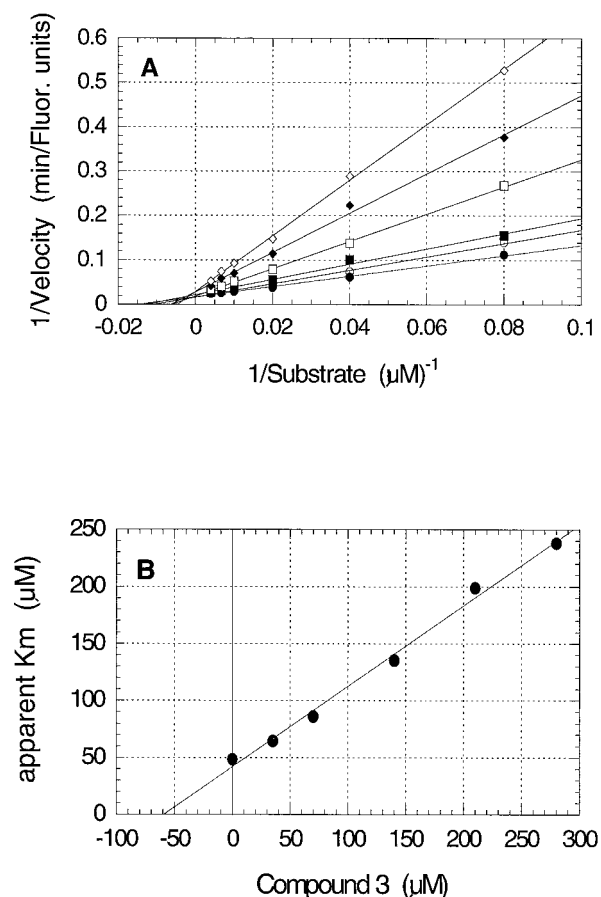 A
0.6
0.5
0.4
0.3
0.2
0.1
0
-0.02 0 0.02 0.04 0.06 0.08 0.1
1/Velocity (min/Fluor. units)
1/Substrate (µM)⁻¹
B
250
200
150
100
50
0
-100 -50 0 50 100 150 200 250 300
apparent Km (µM)
Compound 3 (µM)